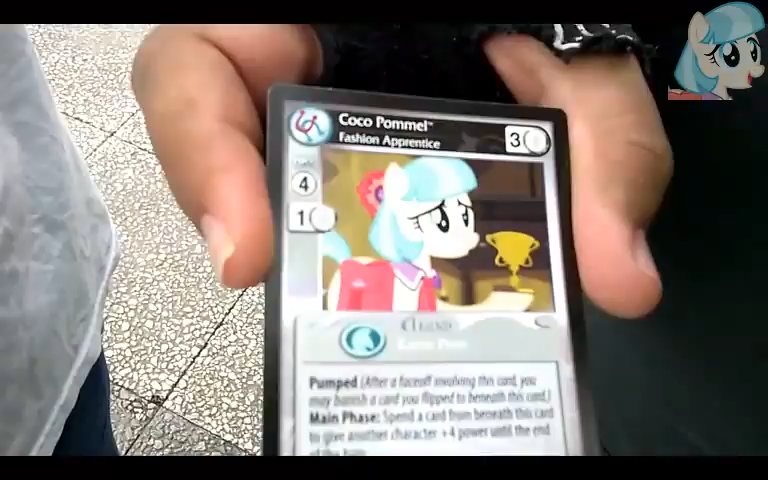 Coco Pommel™
Fashion Apprentice
3
4
1
Pumped (After a faceoff involving this card, you
may banish a card you flipped to beneath this card.)
Main Phase: Spend a card from beneath this card
to give another character +4 power until the end